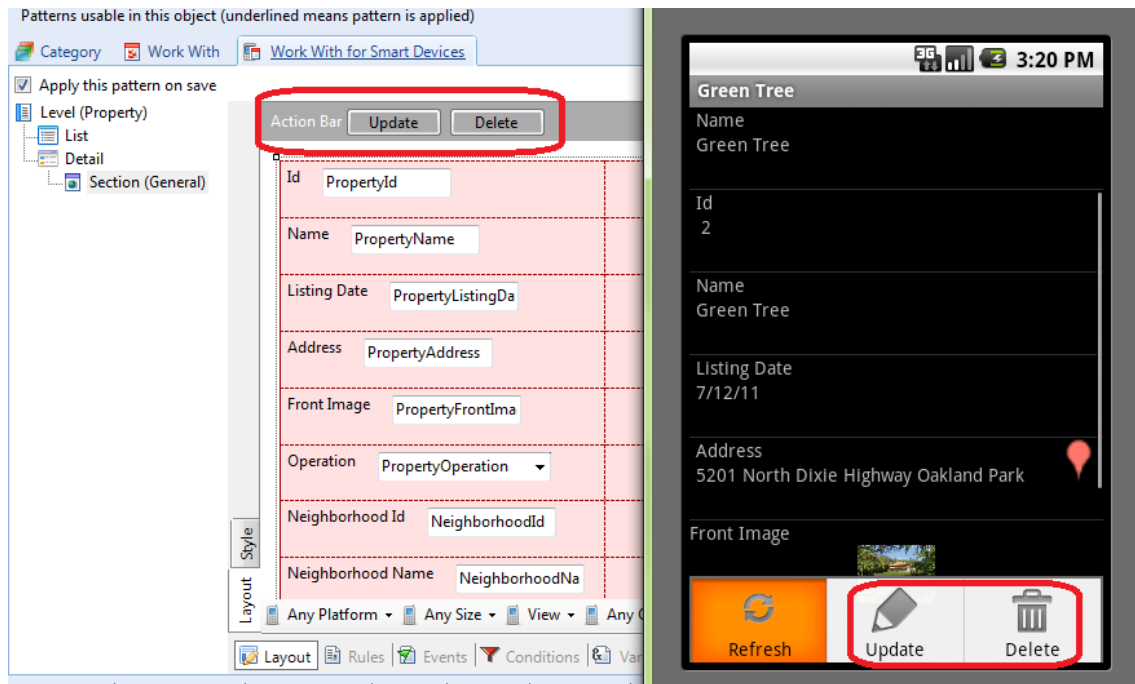 Patterns usable in this object (underlined means pattern is applied)
Category Work With Work With for Smart Devices
Apply this pattern on save
Level (Property)
List
Detail
Section (General)
Action Bar Update Delete
Id PropertyId
Name PropertyName
Listing Date PropertyListingDa
Address PropertyAddress
Front Image PropertyFrontIma
Operation PropertyOperation
Neighborhood Id NeighborhoodId
Neighborhood Name NeighborhoodNa
Style
Layout
Any Platform Any Size View Any
Layout Rules Events Conditions Var
3G 3:20 PM
Green Tree
Name
Green Tree
Id
2
Name
Green Tree
Listing Date
7/12/11
Address
5201 North Dixie Highway Oakland Park
Front Image
Refresh Update Delete